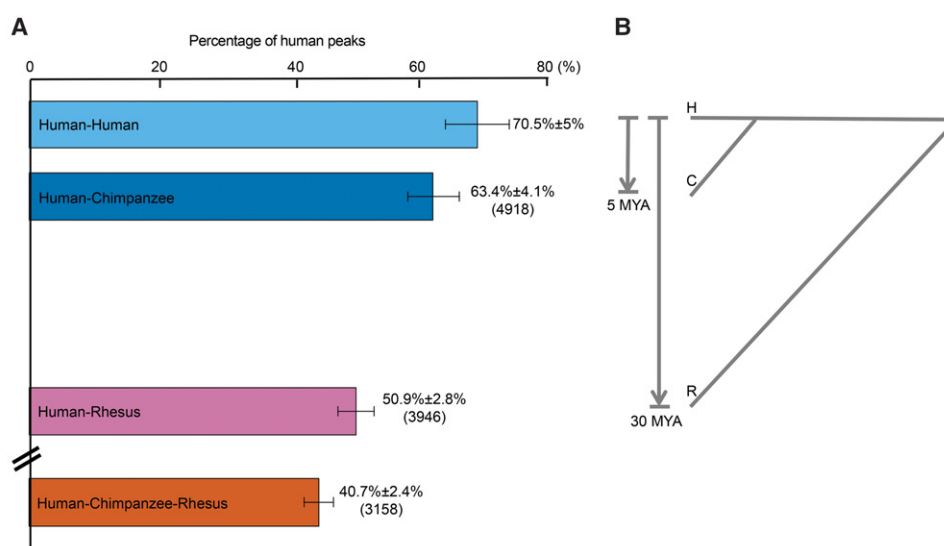 A
Percentage of human peaks
0 20 40 60 80 (%)
Human-Human
70.5%±5%
Human-Chimpanzee
63.4%±4.1%
(4918)
Human-Rhesus
50.9%±2.8%
(3946)
Human-Chimpanzee-Rhesus
40.7%±2.4%
(3158)
B
H
C
5 MYA
R
30 MYA